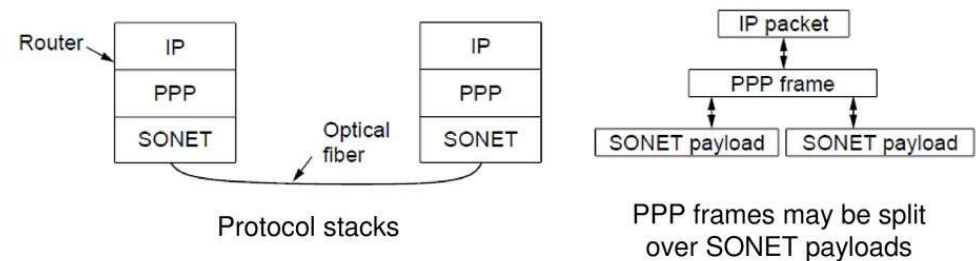 Router
IP
PPP
SONET
Optical
fiber
IP
PPP
SONET
Protocol stacks
IP packet
PPP frame
SONET payload
SONET payload
PPP frames may be split
over SONET payloads